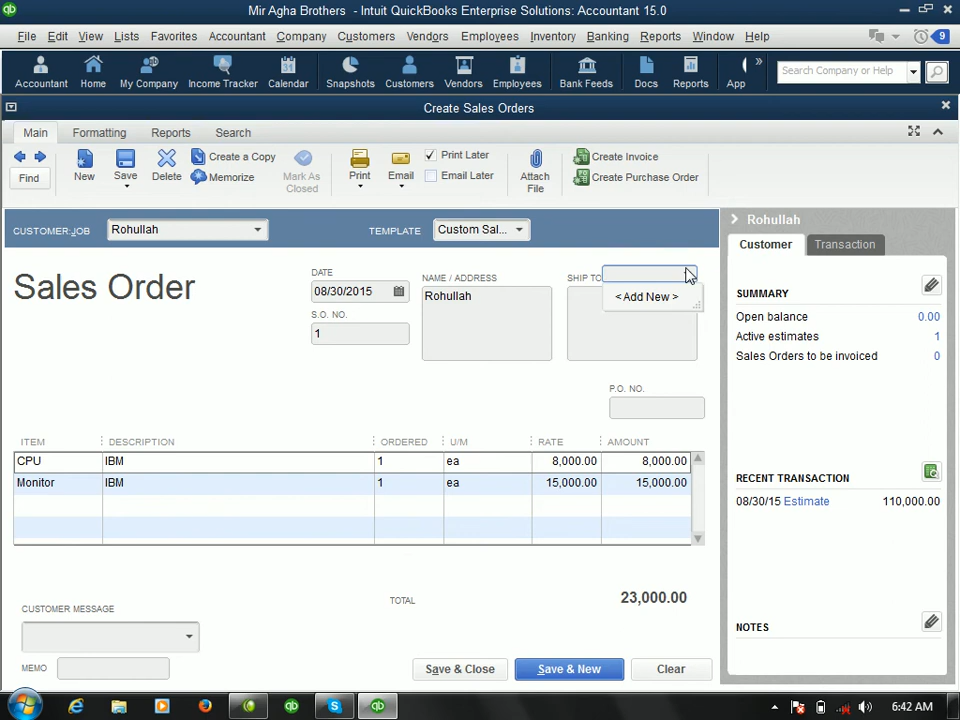 Mir Agha Brothers - Intuit QuickBooks Enterprise Solutions: Accountant 15.0
File Edit View Lists Favorites Accountant Company Customers Vendors Employees Inventory Banking Reports Window Help 9
Accountant Home My Company Income Tracker Calendar Snapshots Customers Vendors Employees Bank Feeds Docs Reports App » Search Company or Help
Create Sales Orders
Main Formatting Reports Search
Find New Save Delete Create a Copy Memorize Mark As Closed Print Email Print Later Email Later Attach File Create Invoice Create Purchase Order
CUSTOMER:JOB Rohullah TEMPLATE Custom Sal...
Rohullah
Customer Transaction
Sales Order
DATE
08/30/2015
S.O. NO.
1
NAME / ADDRESS
Rohullah
SHIP TO
< Add New >
P.O. NO.
SUMMARY
Open balance 0.00
Active estimates 1
Sales Orders to be invoiced 0
ITEM DESCRIPTION ORDERED U/M RATE AMOUNT
CPU IBM 1 ea 8,000.00 8,000.00
Monitor IBM 1 ea 15,000.00 15,000.00
RECENT TRANSACTION
08/30/15 Estimate 110,000.00
TOTAL 23,000.00
CUSTOMER MESSAGE
MEMO
Save & Close Save & New Clear
NOTES
6:42 AM